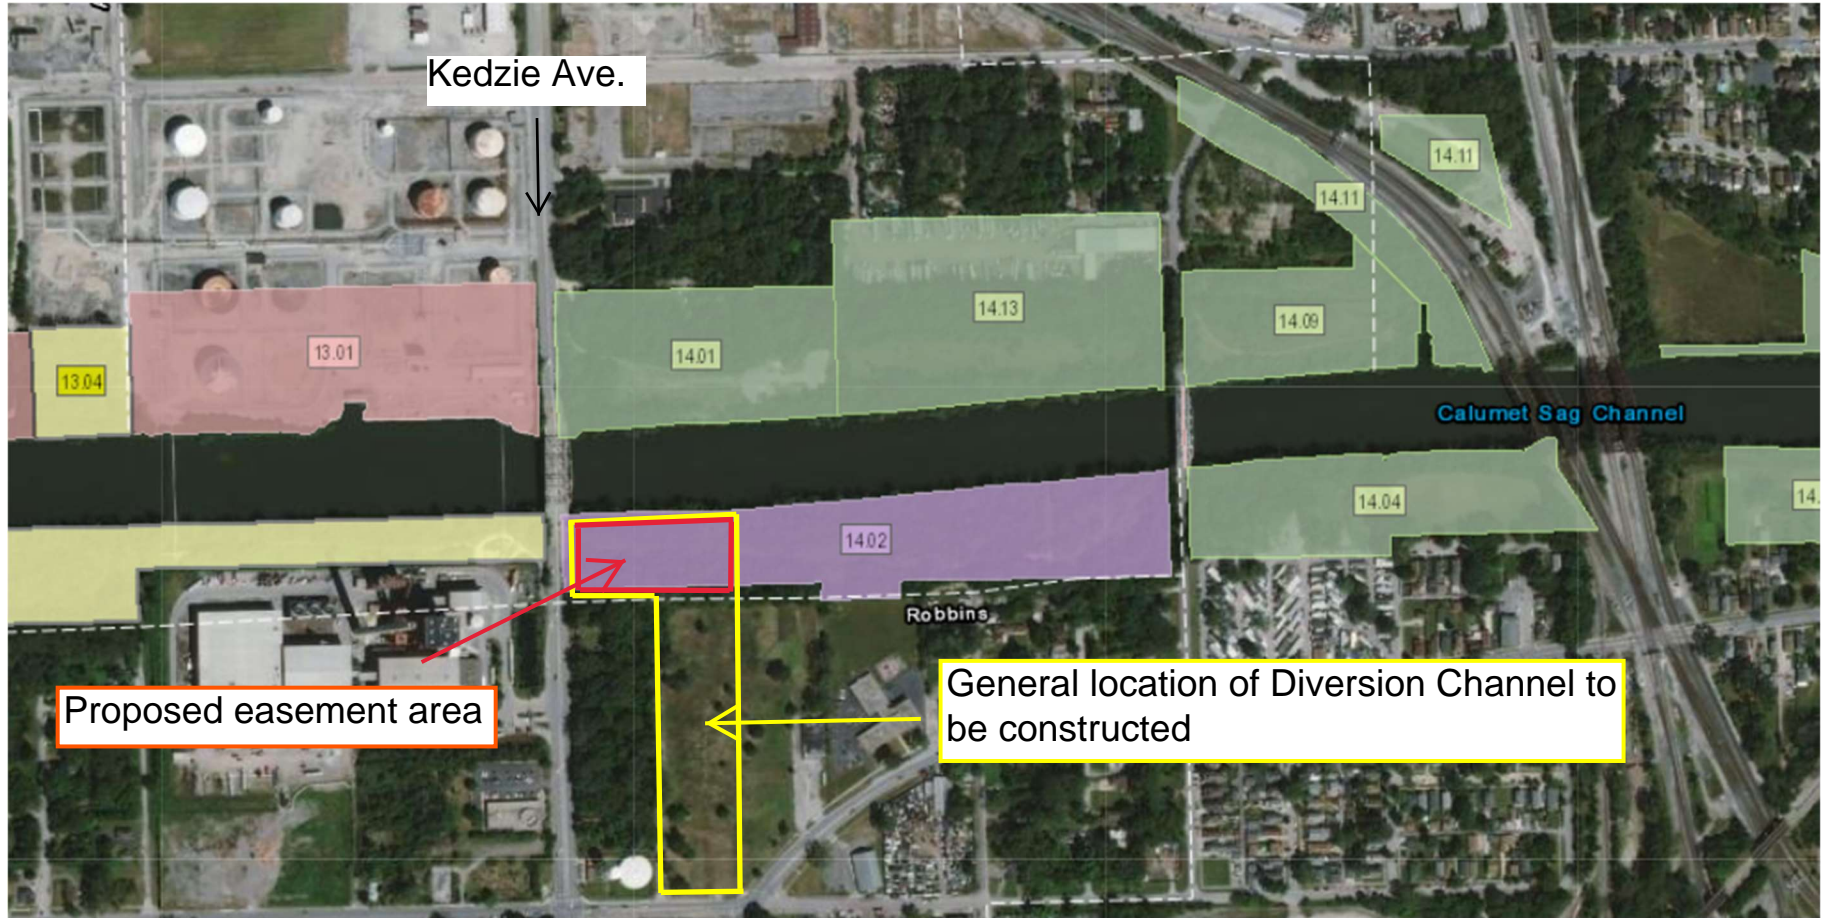 Kedzie Ave.
14.11
14.11
14.13
14.09
13.01
14.01
13.04
Calumet Sag Channel
14.04
14.
14.02
Robbins
Proposed easement area
General location of Diversion Channel to
be constructed